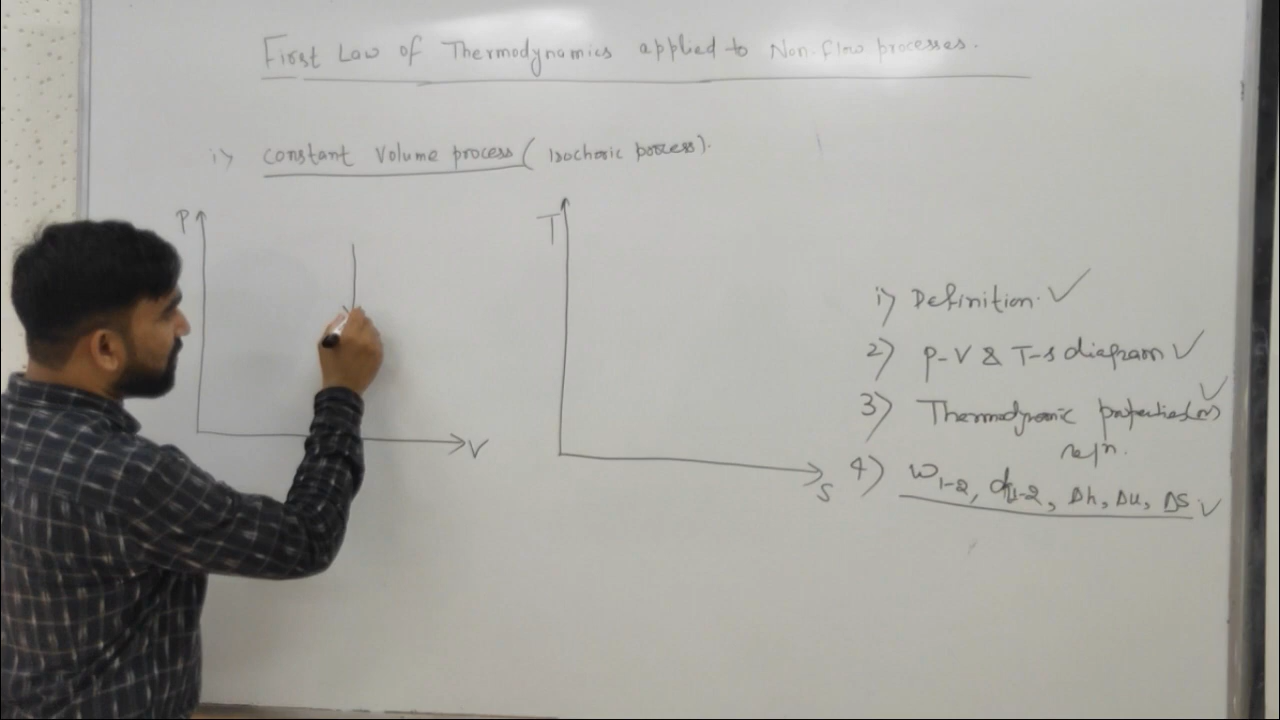 First Law of Thermodynamics applied to Non-flow processes.
i) Constant Volume process ( Isochoric process).
P
V
T
s
i) Definition. ✓
2) P-V & T-s diagram ✓
3) Thermodynamic properties ✓
4) W1-2, q1-2, Δh, Δu, ΔS ✓